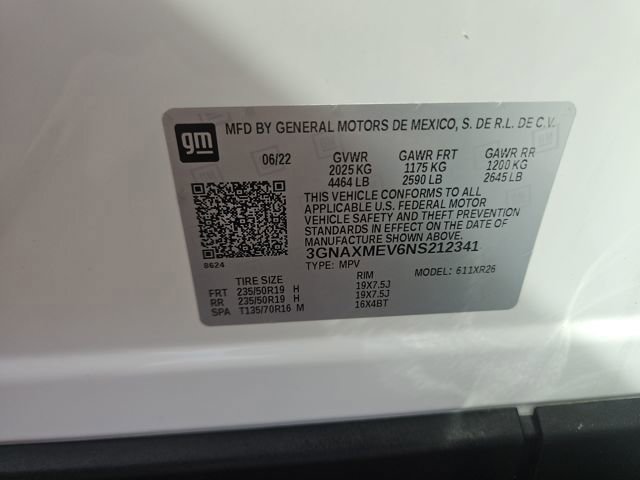 gm MFD BY GENERAL MOTORS DE MEXICO, S. DE R.L. DE C.V.
06/22 GVWR GAWR FRT GAWR RR
2025 KG 1175 KG 1200 KG
4464 LB 2590 LB 2645 LB
THIS VEHICLE CONFORMS TO ALL
APPLICABLE U.S. FEDERAL MOTOR
VEHICLE SAFETY AND THEFT PREVENTION
STANDARDS IN EFFECT ON THE DATE OF
MANUFACTURE SHOWN ABOVE.
3GNAXMEV6NS212341
8624 TYPE: MPV MODEL: 611XR26
TIRE SIZE RIM
FRT 235/50R19 H 19X7.5J
RR 235/50R19 H 19X7.5J
SPA T135/70R16 M 16X4BT